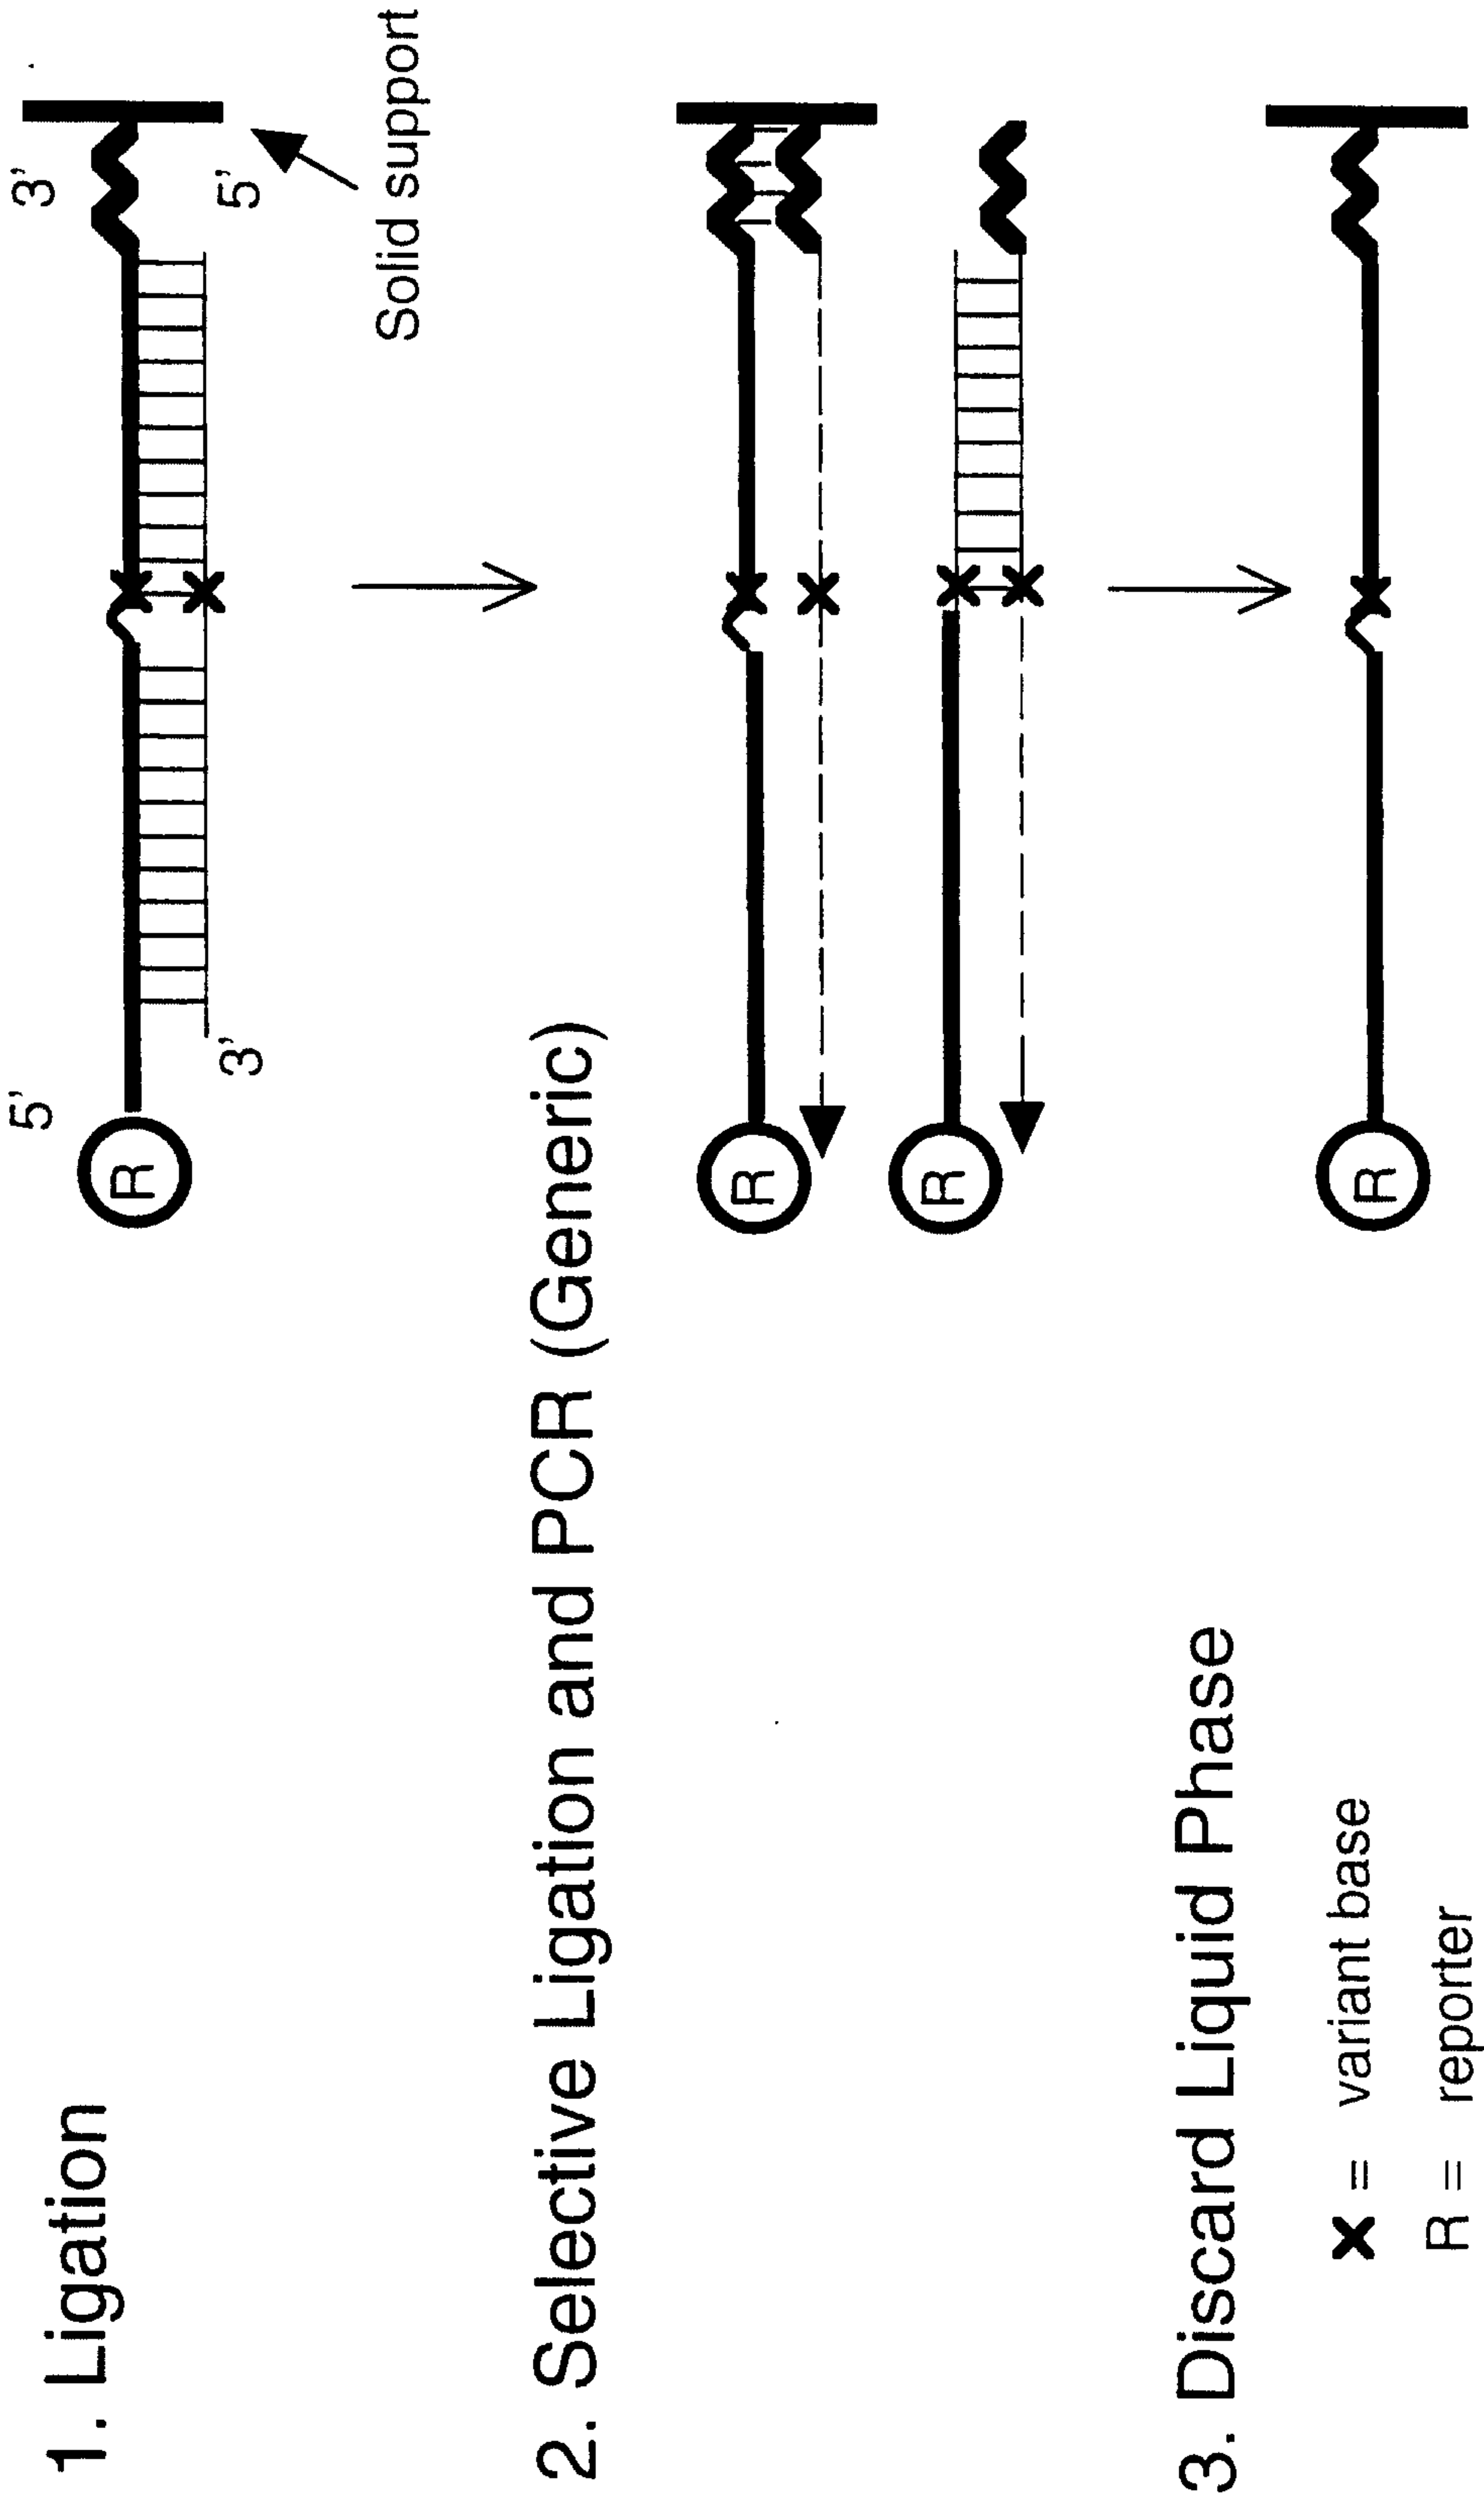 1. Ligation
R
5'
3'
3'
5'
Solid support
2. Selective Ligation and PCR (Generic)
R
R
3. Discard Liquid Phase
R
x = variant base
R = reporter